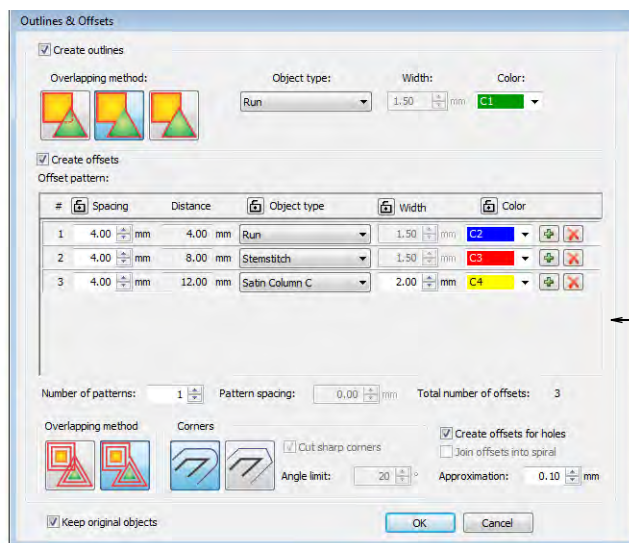 Outlines & Offsets
Create outlines
Overlapping method: Object type: Width: Color:
Run 1.50 mm C1
Create offsets
Offset pattern:
# Spacing Distance Object type Width Color
1 4.00 mm 4.00 mm Run 1.50 mm C2
2 4.00 mm 8.00 mm Stemstitch 1.50 mm C3
3 4.00 mm 12.00 mm Satin Column C 2.00 mm C4
Number of patterns: 1 Pattern spacing: 0.00 mm Total number of offsets: 3
Overlapping method Corners
Create offsets for holes
Cut sharp corners
Join offsets into spiral
Angle limit: 20 ° Approximation: 0.10 mm
Keep original objects OK Cancel